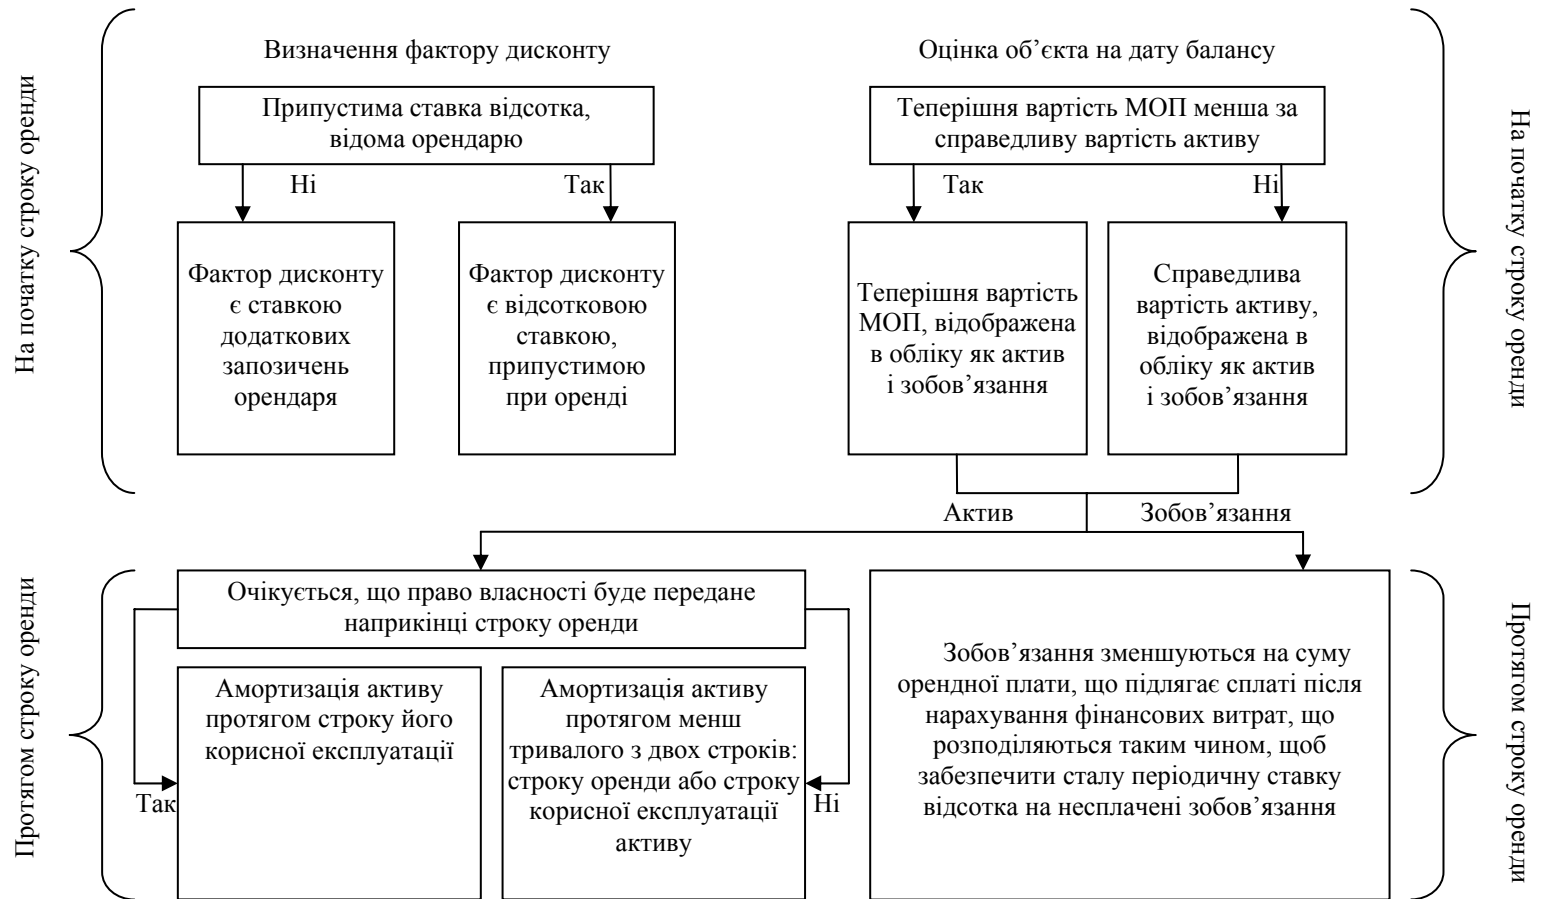 На початку строку оренди
Визначення фактору дисконту
Припустима ставка відсотка,
відома орендарю
Ні
Так
Фактор дисконту
є ставкою
додаткових
запозичень
орендаря
Фактор дисконту
є відсотковою
ставкою,
припустимою
при оренді
Оцінка об’єкта на дату балансу
Теперішня вартість МОП менша за
справедливу вартість активу
Так
Ні
Теперішня вартість
МОП, відображена
в обліку як актив
і зобов’язання
Справедлива
вартість активу,
відображена в
обліку як актив
і зобов’язання
На початку строку оренди
Актив
Зобов’язання
Протягом строку оренди
Очікується, що право власності буде передане
наприкінці строку оренди
Так
Амортизація активу
протягом строку його
корисної експлуатації
Амортизація активу
протягом менш
тривалого з двох строків:
строку оренди або строку
корисної експлуатації
активу
Ні
Зобов’язання зменшуються на суму
орендної плати, що підлягає сплаті після
нарахування фінансових витрат, що
розподіляються таким чином, щоб
забезпечити сталу періодичну ставку
відсотка на несплачені зобов’язання
Протягом строку оренди